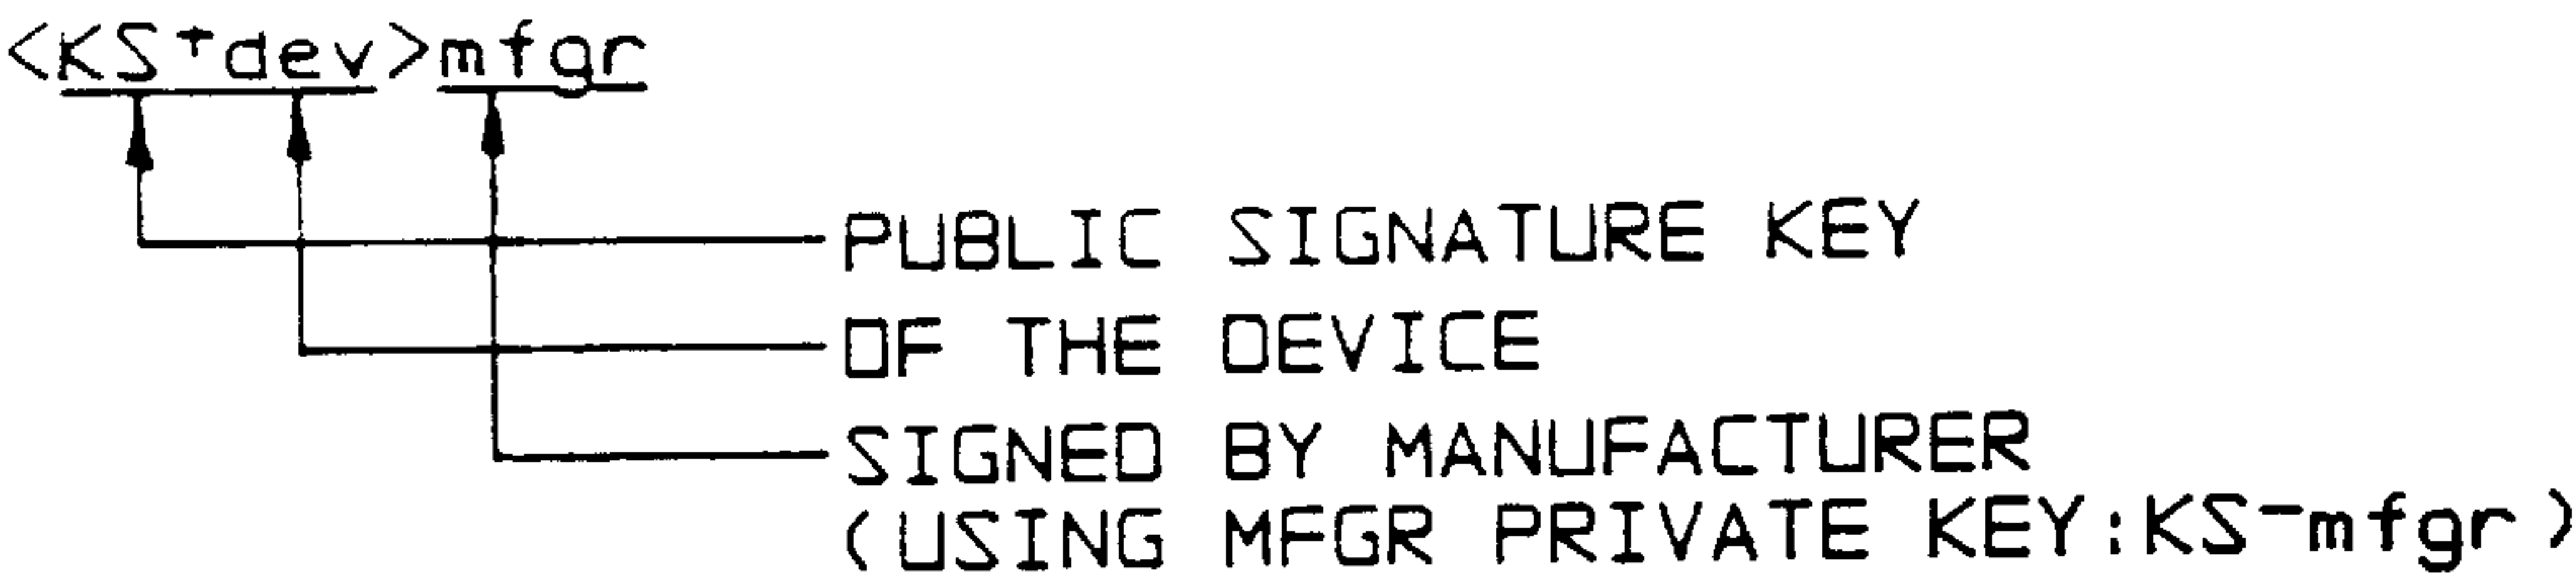 <KS⁺dev>mfgr
PUBLIC SIGNATURE KEY
OF THE DEVICE
SIGNED BY MANUFACTURER
(USING MFGR PRIVATE KEY:KS⁻mfgr)